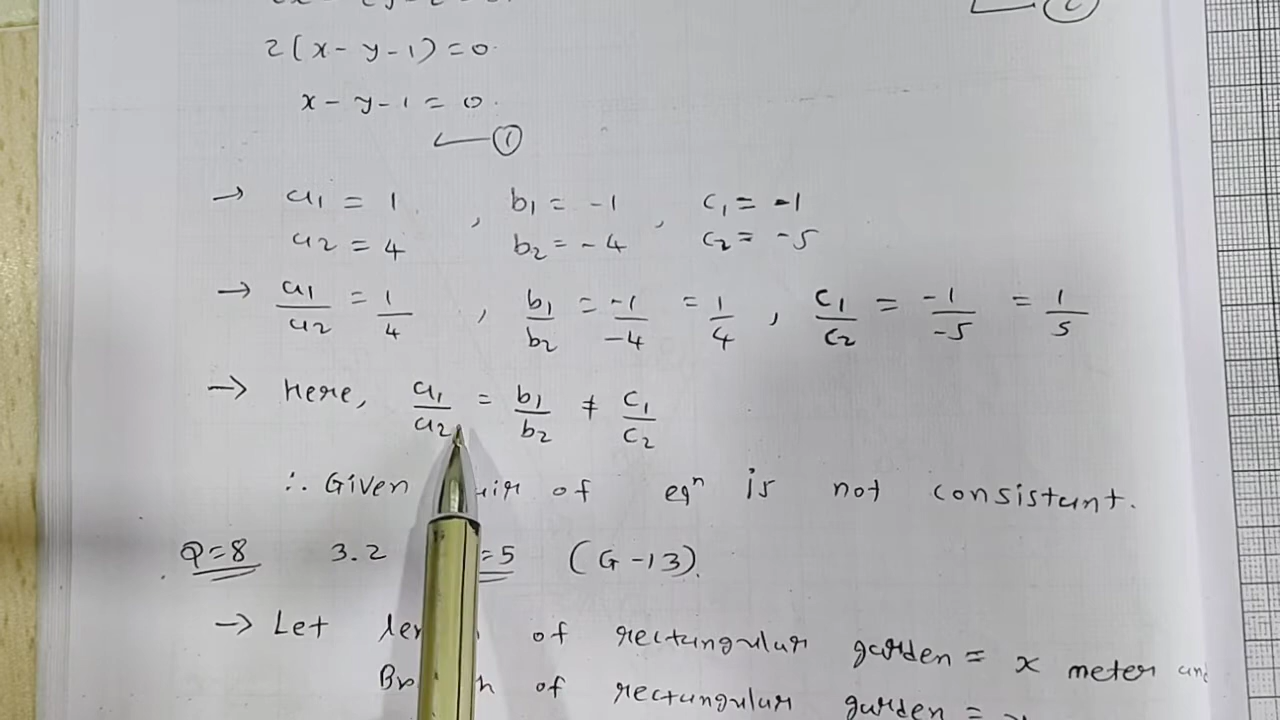 2(x - y - 1) = 0.
x - y - 1 = 0.
①
→ a1 = 1, b1 = -1, c1 = -1
a2 = 4 b2 = -4 c2 = -5
→ a1/a2 = 1/4, b1/b2 = -1/-4 = 1/4, c1/c2 = -1/-5 = 1/5
→ Here, a1/a2 = b1/b2 ≠ c1/c2
∴ Given of eqn is not consistant.
Q=8 3.2 =5 (G-13).
→ Let of rectangular garden = x meter and
of rectangular garden =